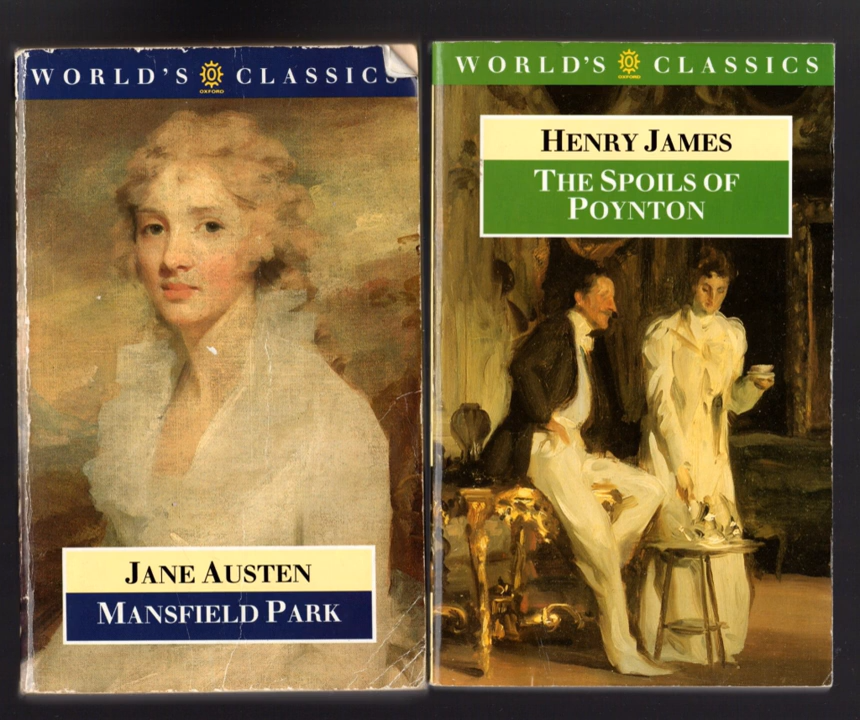 WORLD'S CLASSICS
OXFORD
JANE AUSTEN
MANSFIELD PARK
WORLD'S CLASSICS
OXFORD
HENRY JAMES
THE SPOILS OF
POYNTON